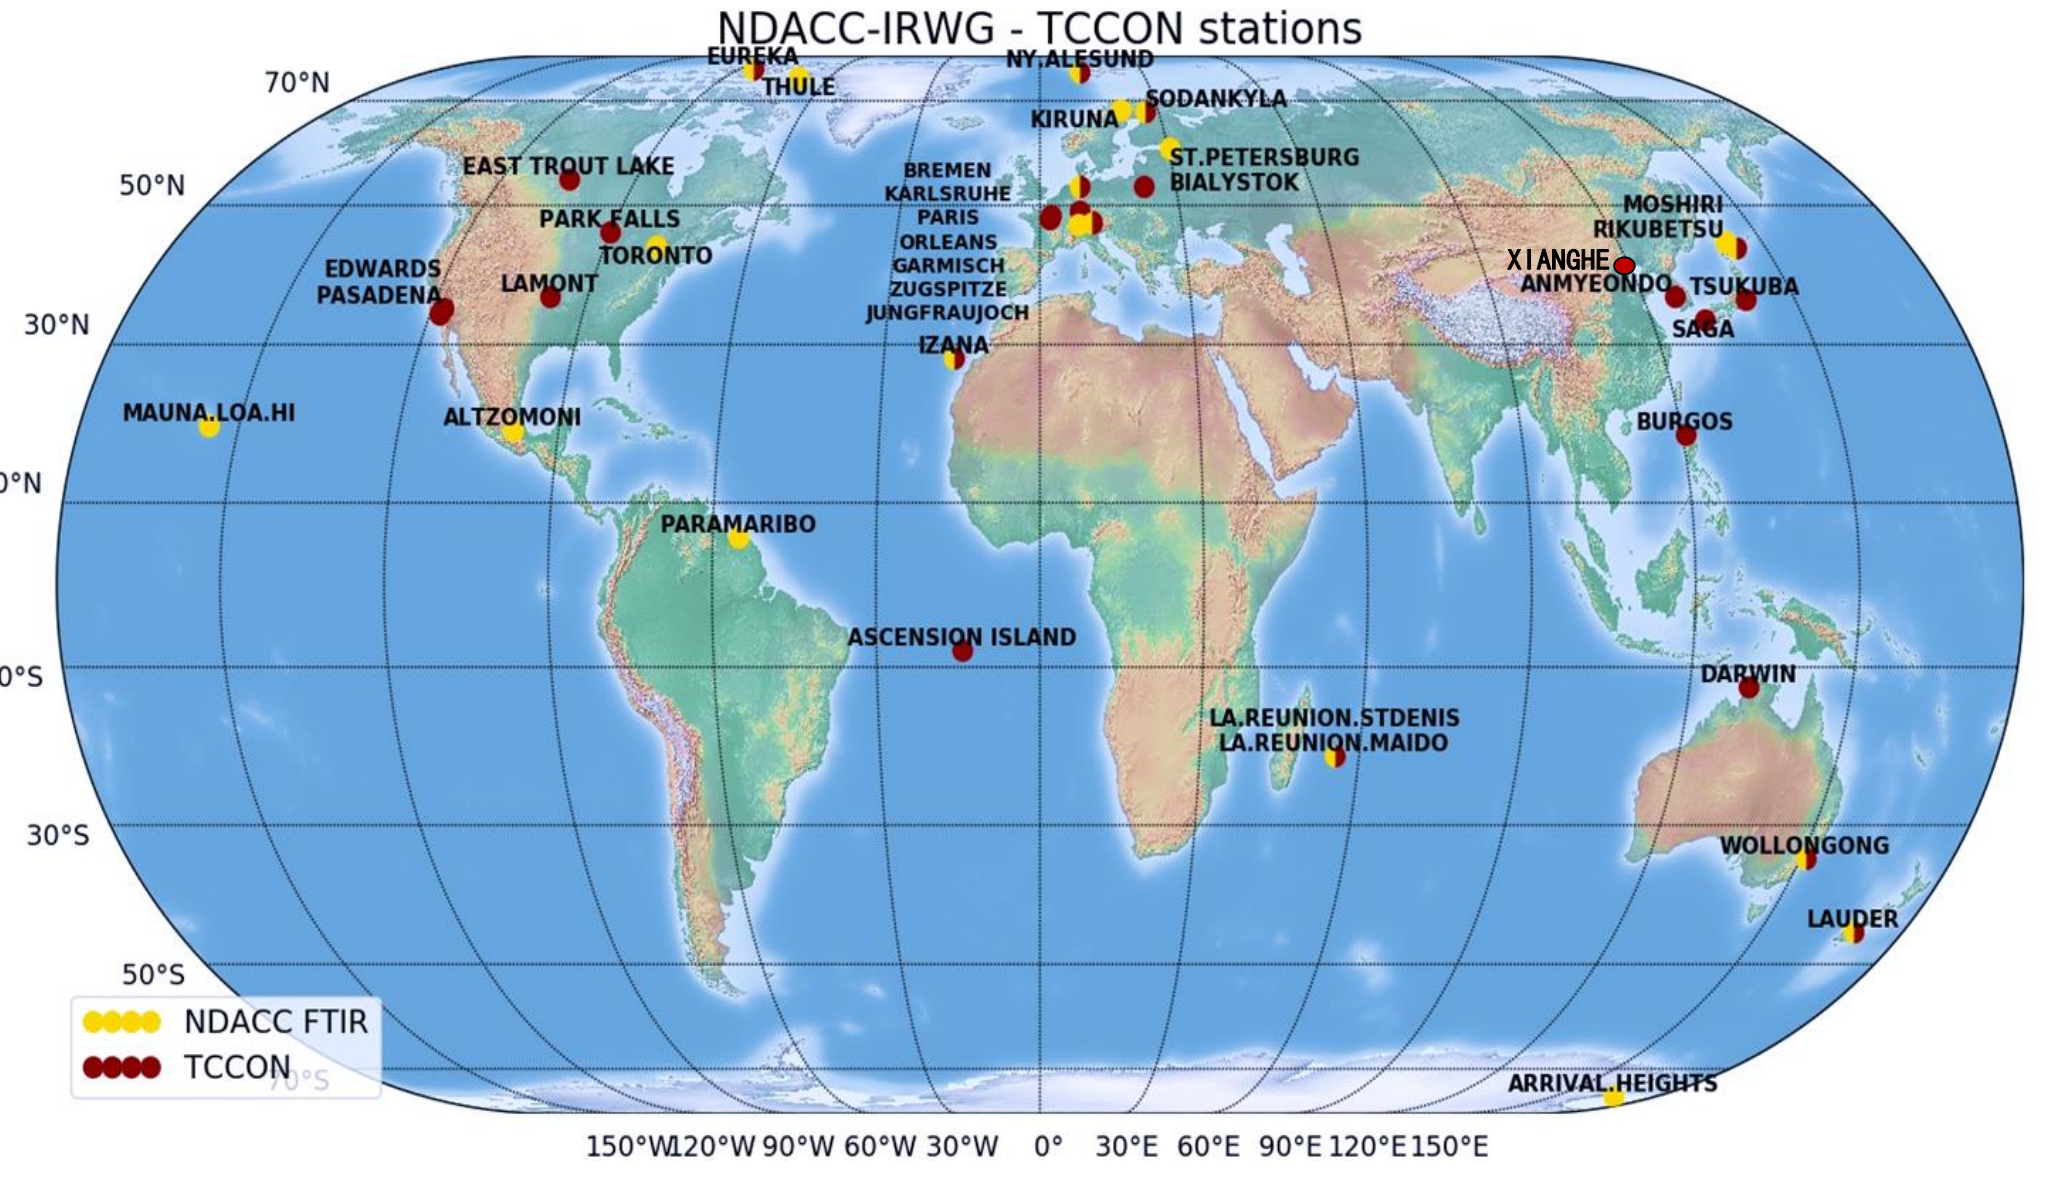 NDACC-IRWG - TCCON stations
EUREKA
NY.ALESUND
70°N
THULE
SODANKYLA
KIRUNA
EAST TROUT LAKE
ST.PETERSBURG
BIALYSTOK
50°N
BREMEN
KARLSRUHE
PARIS
ORLEANS
GARMISCH
ZUGSPITZE
JUNGFRAUJOCH
MOSHIRI
RIKUBETSU
PARK FALLS
TORONTO
XIANGHE
EDWARDS
PASADENA
LAMONT
ANMYEONDO
TSUKUBA
SAGA
30°N
IZANA
MAUNA.LOA.HI
ALTZOMONI
BURGOS
0°N
PARAMARIBO
ASCENSION ISLAND
0°S
DARWIN
LA.REUNION.STDENIS
LA.REUNION.MAIDO
30°S
WOLLONGONG
LAUDER
50°S
NDACC FTIR
TCCON
70°S
ARRIVAL.HEIGHTS
150°W 120°W 90°W 60°W 30°W 0° 30°E 60°E 90°E 120°E 150°E